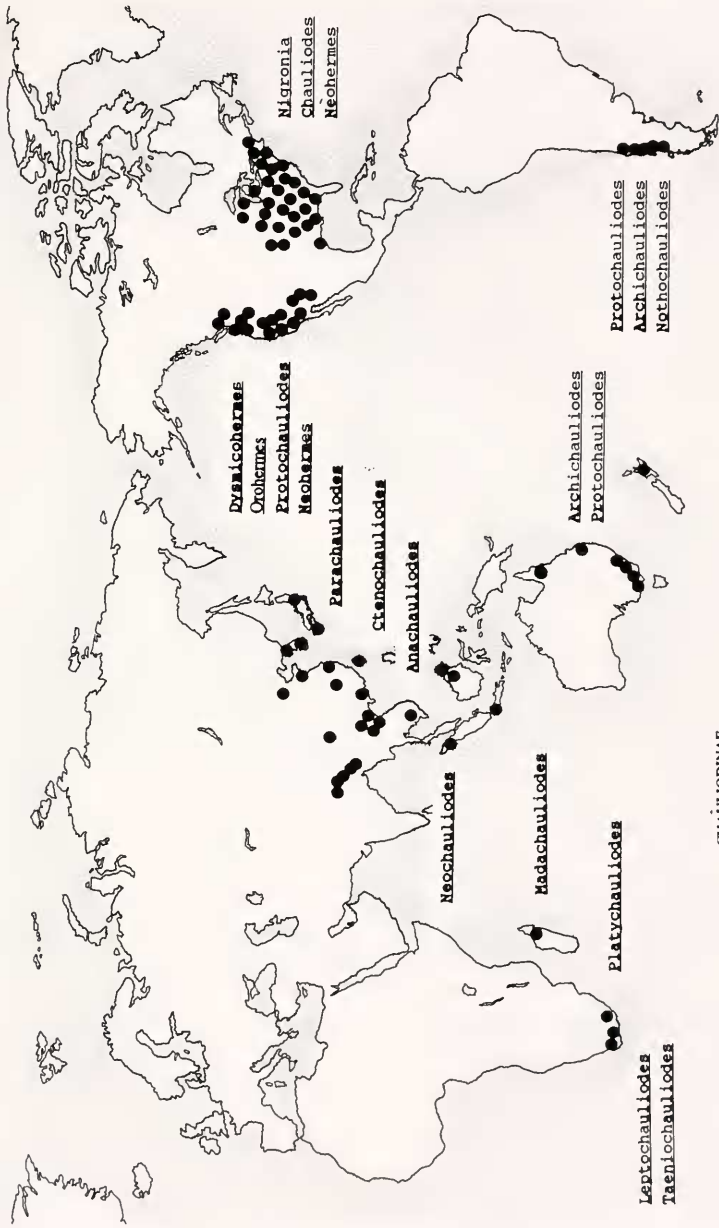 Nigronia
Chauliodes
Neohermes
Dysmicohermes
Orohermes
Protochauliodes
Neohermes
Parachauliodes
Ctenochauliodes
Anachauliodes
Neochauliodes
Madachauliodes
Platychauliodes
Leptochauliodes
Taeniochauliodes
Archichauliodes
Protochauliodes
Protochauliodes
Archichauliodes
Nothochauliodes